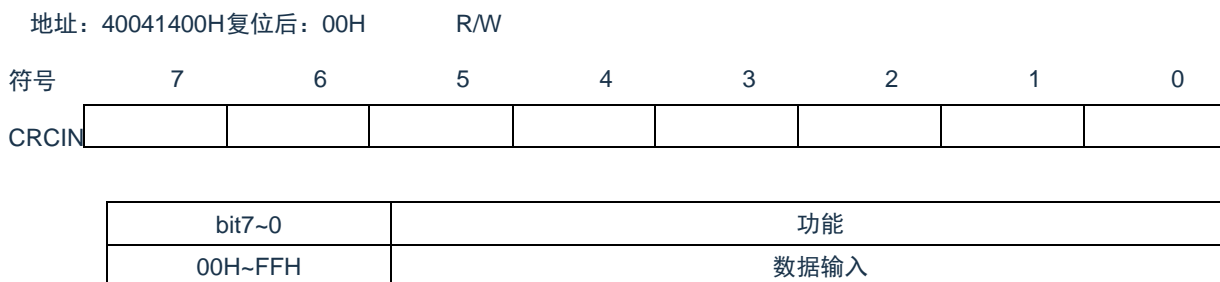 地址：40041400H复位后：00H R/W
符号 7 6 5 4 3 2 1 0
CRCIN
bit7~0 功能
00H~FFH 数据输入